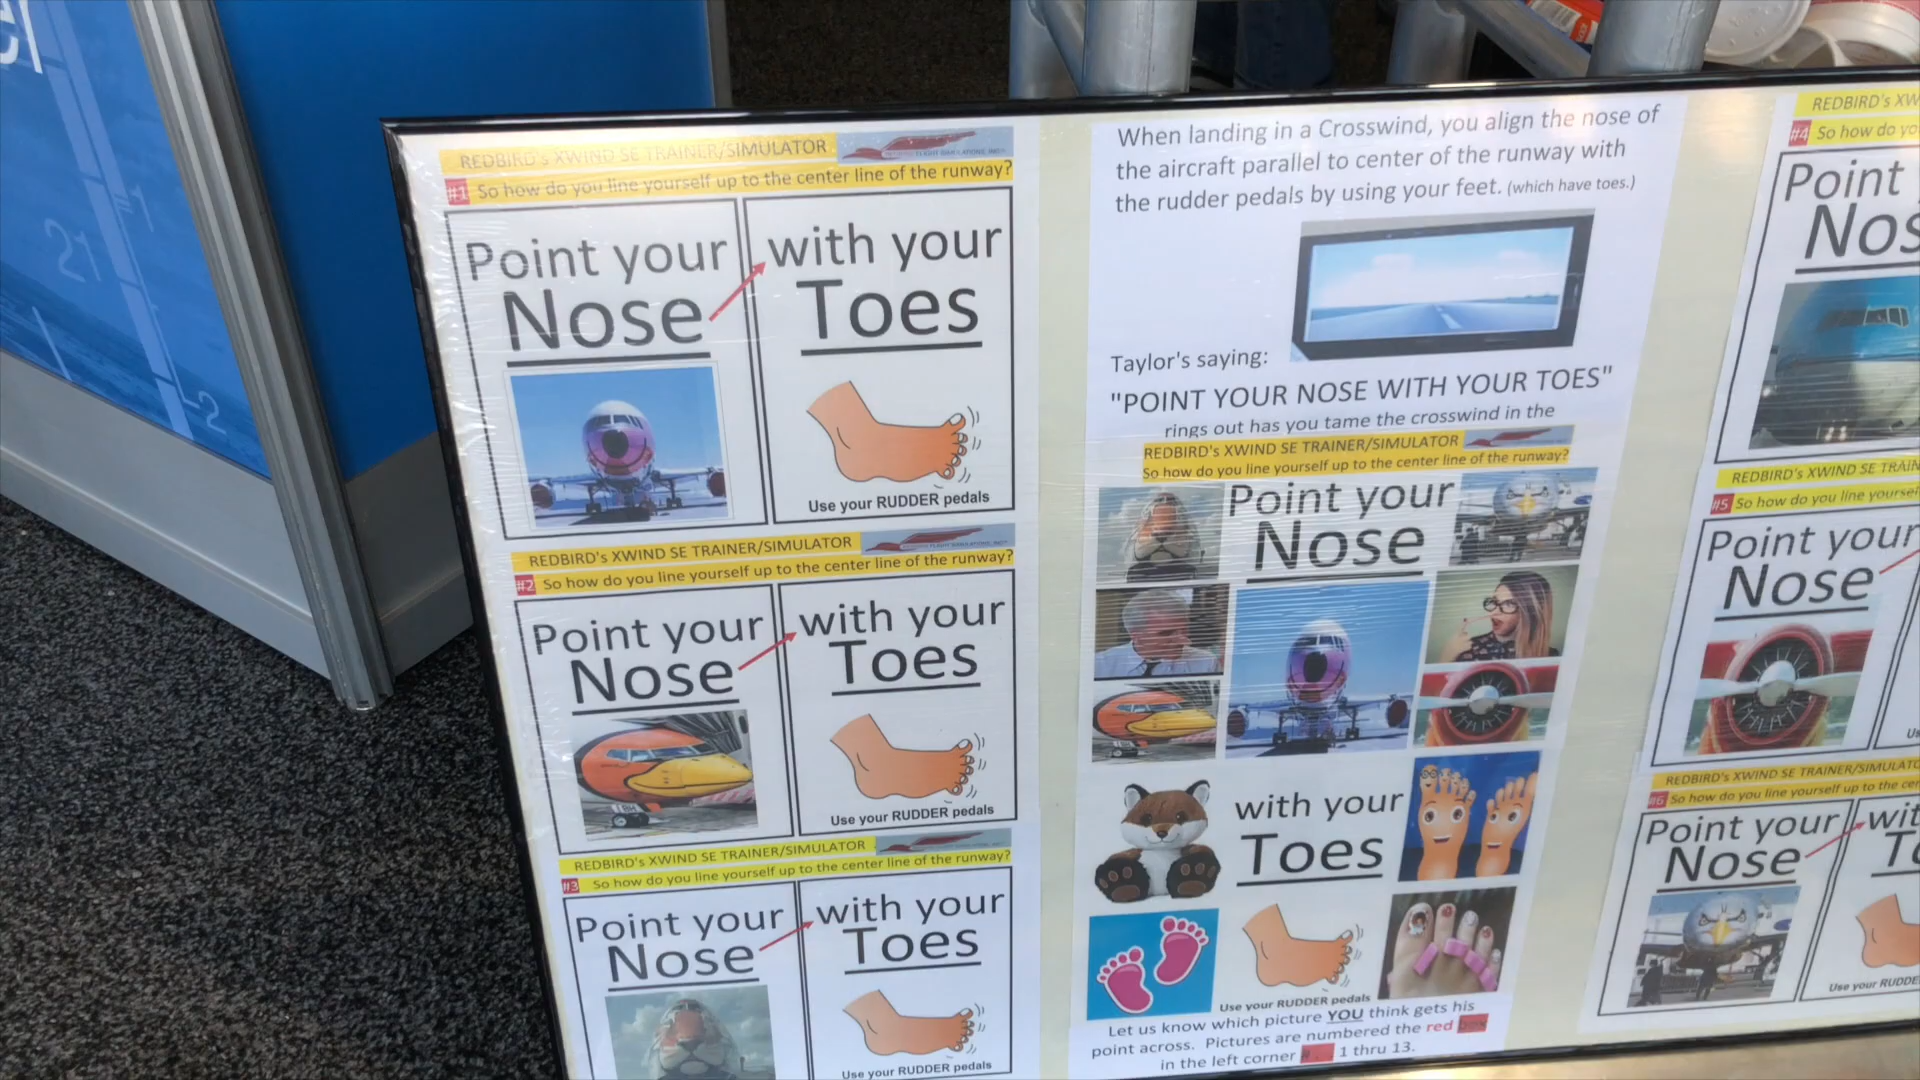 21
1
2
REDBIRD's XWIND SE TRAINER/SIMULATOR
#1 So how do you line yourself up to the center line of the runway?
Point your
Nose
with your
Toes
Use your RUDDER pedals
REDBIRD's XWIND SE TRAINER/SIMULATOR
#2 So how do you line yourself up to the center line of the runway?
Point your
Nose
with your
Toes
Use your RUDDER pedals
REDBIRD's XWIND SE TRAINER/SIMULATOR
#3 So how do you line yourself up to the center line of the runway?
Point your
Nose
with your
Toes
Use your RUDDER pedals
When landing in a Crosswind, you align the nose of
the aircraft parallel to center of the runway with
the rudder pedals by using your feet. (which have toes.)
Taylor's saying:
"POINT YOUR NOSE WITH YOUR TOES"
rings out has you tame the crosswind in the
REDBIRD's XWIND SE TRAINER/SIMULATOR
So how do you line yourself up to the center line of the runway?
Point your
Nose
with your
Toes
Use your RUDDER pedals
Let us know which picture YOU think gets his
point across. Pictures are numbered the red
in the left corner 1 thru 13.
REDBIRD's XW
#4 So how do yo
Point
Nos
REDBIRD's XWIND SE TRAIN
#5 So how do you line yoursel
Point your
Nose
REDBIRD's XWIND SE TRAINER/SIMULATO
#6 So how do you line yourself up to the cer
Point your
Nose
wit
To
Use your RUDDE